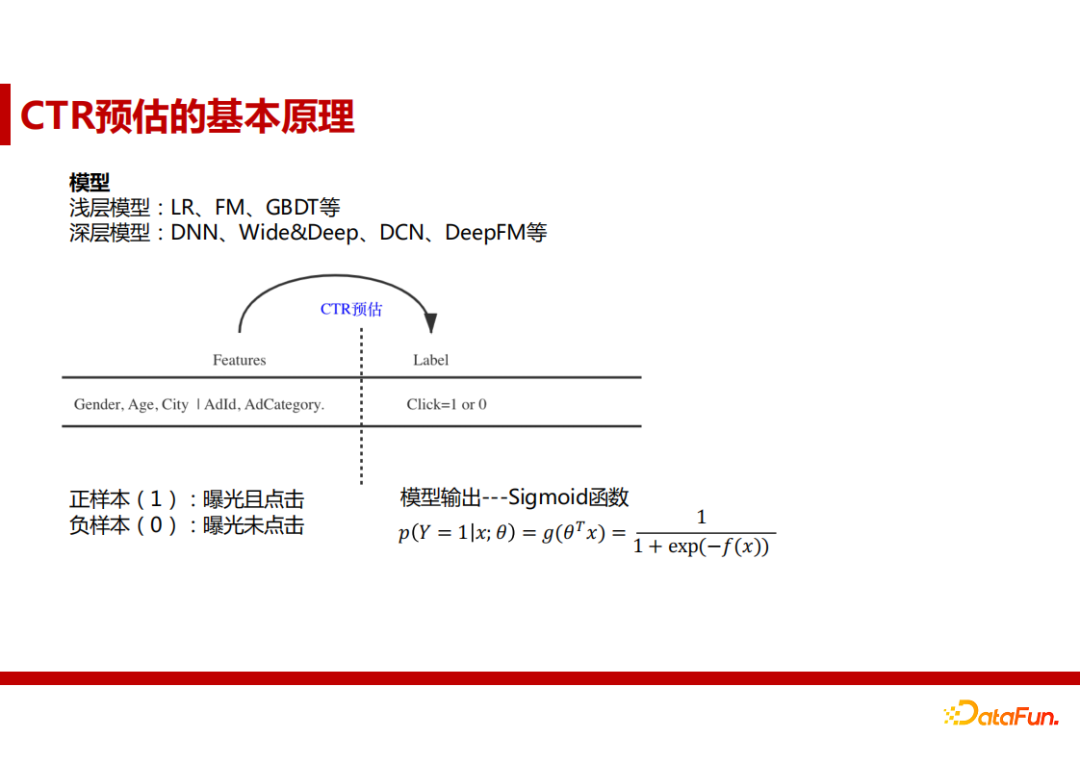 CTR预估的基本原理
模型
浅层模型：LR、FM、GBDT等
深层模型：DNN、Wide&Deep、DCN、DeepFM等
CTR预估
Features Label
Gender, Age, City | AdId, AdCategory. Click=1 or 0
正样本（1）：曝光且点击
负样本（0）：曝光未点击
模型输出---Sigmoid函数
p(Y = 1|x; θ) = g(θ^T x) = 1 / (1 + exp(−f(x)))
DataFun.